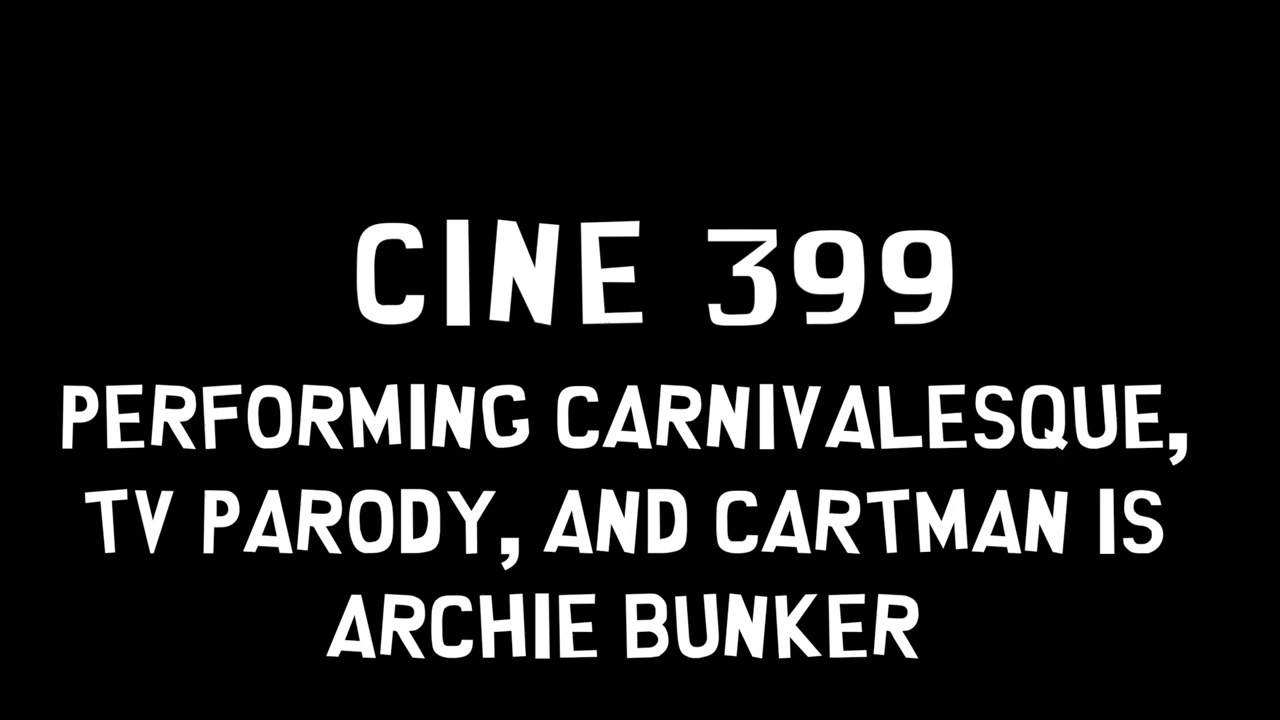 CINE 399
PERFORMING CARNIVALESQUE,
TV PARODY, AND CARTMAN IS
ARCHIE BUNKER